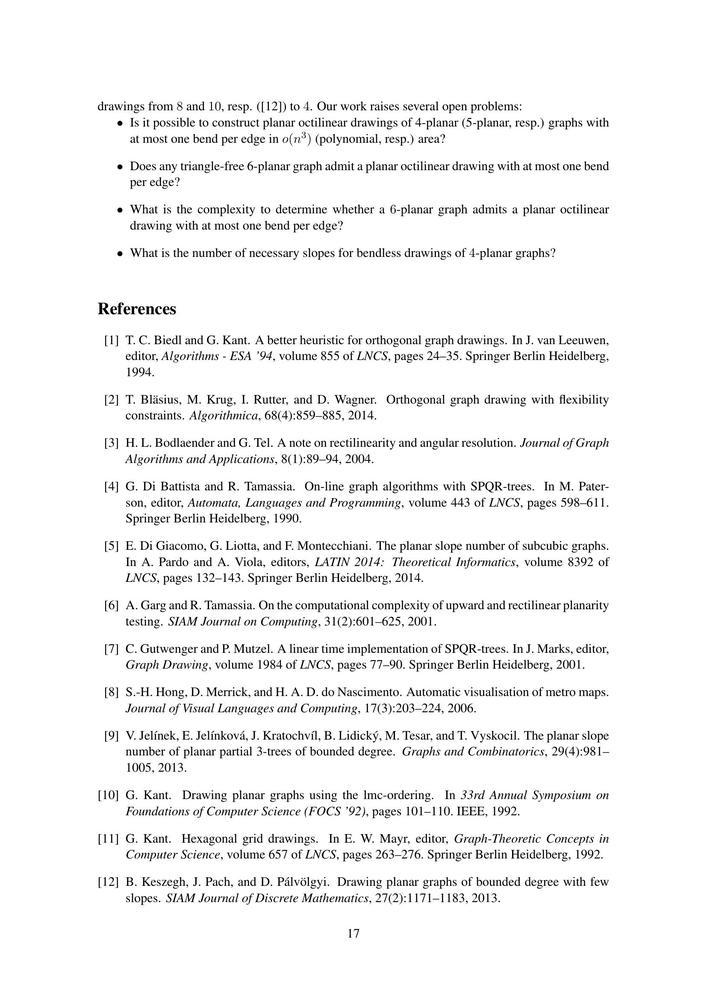 drawings from 8 and 10, resp. ([12]) to 4. Our work raises several open problems:
• Is it possible to construct planar octilinear drawings of 4-planar (5-planar, resp.) graphs with
at most one bend per edge in o(n³) (polynomial, resp.) area?
• Does any triangle-free 6-planar graph admit a planar octilinear drawing with at most one bend
per edge?
• What is the complexity to determine whether a 6-planar graph admits a planar octilinear
drawing with at most one bend per edge?
• What is the number of necessary slopes for bendless drawings of 4-planar graphs?
References
[1] T. C. Biedl and G. Kant. A better heuristic for orthogonal graph drawings. In J. van Leeuwen,
editor, Algorithms - ESA ’94, volume 855 of LNCS, pages 24–35. Springer Berlin Heidelberg,
1994.
[2] T. Bläsius, M. Krug, I. Rutter, and D. Wagner. Orthogonal graph drawing with flexibility
constraints. Algorithmica, 68(4):859–885, 2014.
[3] H. L. Bodlaender and G. Tel. A note on rectilinearity and angular resolution. Journal of Graph
Algorithms and Applications, 8(1):89–94, 2004.
[4] G. Di Battista and R. Tamassia. On-line graph algorithms with SPQR-trees. In M. Pater-
son, editor, Automata, Languages and Programming, volume 443 of LNCS, pages 598–611.
Springer Berlin Heidelberg, 1990.
[5] E. Di Giacomo, G. Liotta, and F. Montecchiani. The planar slope number of subcubic graphs.
In A. Pardo and A. Viola, editors, LATIN 2014: Theoretical Informatics, volume 8392 of
LNCS, pages 132–143. Springer Berlin Heidelberg, 2014.
[6] A. Garg and R. Tamassia. On the computational complexity of upward and rectilinear planarity
testing. SIAM Journal on Computing, 31(2):601–625, 2001.
[7] C. Gutwenger and P. Mutzel. A linear time implementation of SPQR-trees. In J. Marks, editor,
Graph Drawing, volume 1984 of LNCS, pages 77–90. Springer Berlin Heidelberg, 2001.
[8] S.-H. Hong, D. Merrick, and H. A. D. do Nascimento. Automatic visualisation of metro maps.
Journal of Visual Languages and Computing, 17(3):203–224, 2006.
[9] V. Jelínek, E. Jelínková, J. Kratochvíl, B. Lidický, M. Tesar, and T. Vyskocil. The planar slope
number of planar partial 3-trees of bounded degree. Graphs and Combinatorics, 29(4):981–
1005, 2013.
[10] G. Kant. Drawing planar graphs using the lmc-ordering. In 33rd Annual Symposium on
Foundations of Computer Science (FOCS ’92), pages 101–110. IEEE, 1992.
[11] G. Kant. Hexagonal grid drawings. In E. W. Mayr, editor, Graph-Theoretic Concepts in
Computer Science, volume 657 of LNCS, pages 263–276. Springer Berlin Heidelberg, 1992.
[12] B. Keszegh, J. Pach, and D. Pálvölgyi. Drawing planar graphs of bounded degree with few
slopes. SIAM Journal of Discrete Mathematics, 27(2):1171–1183, 2013.
17